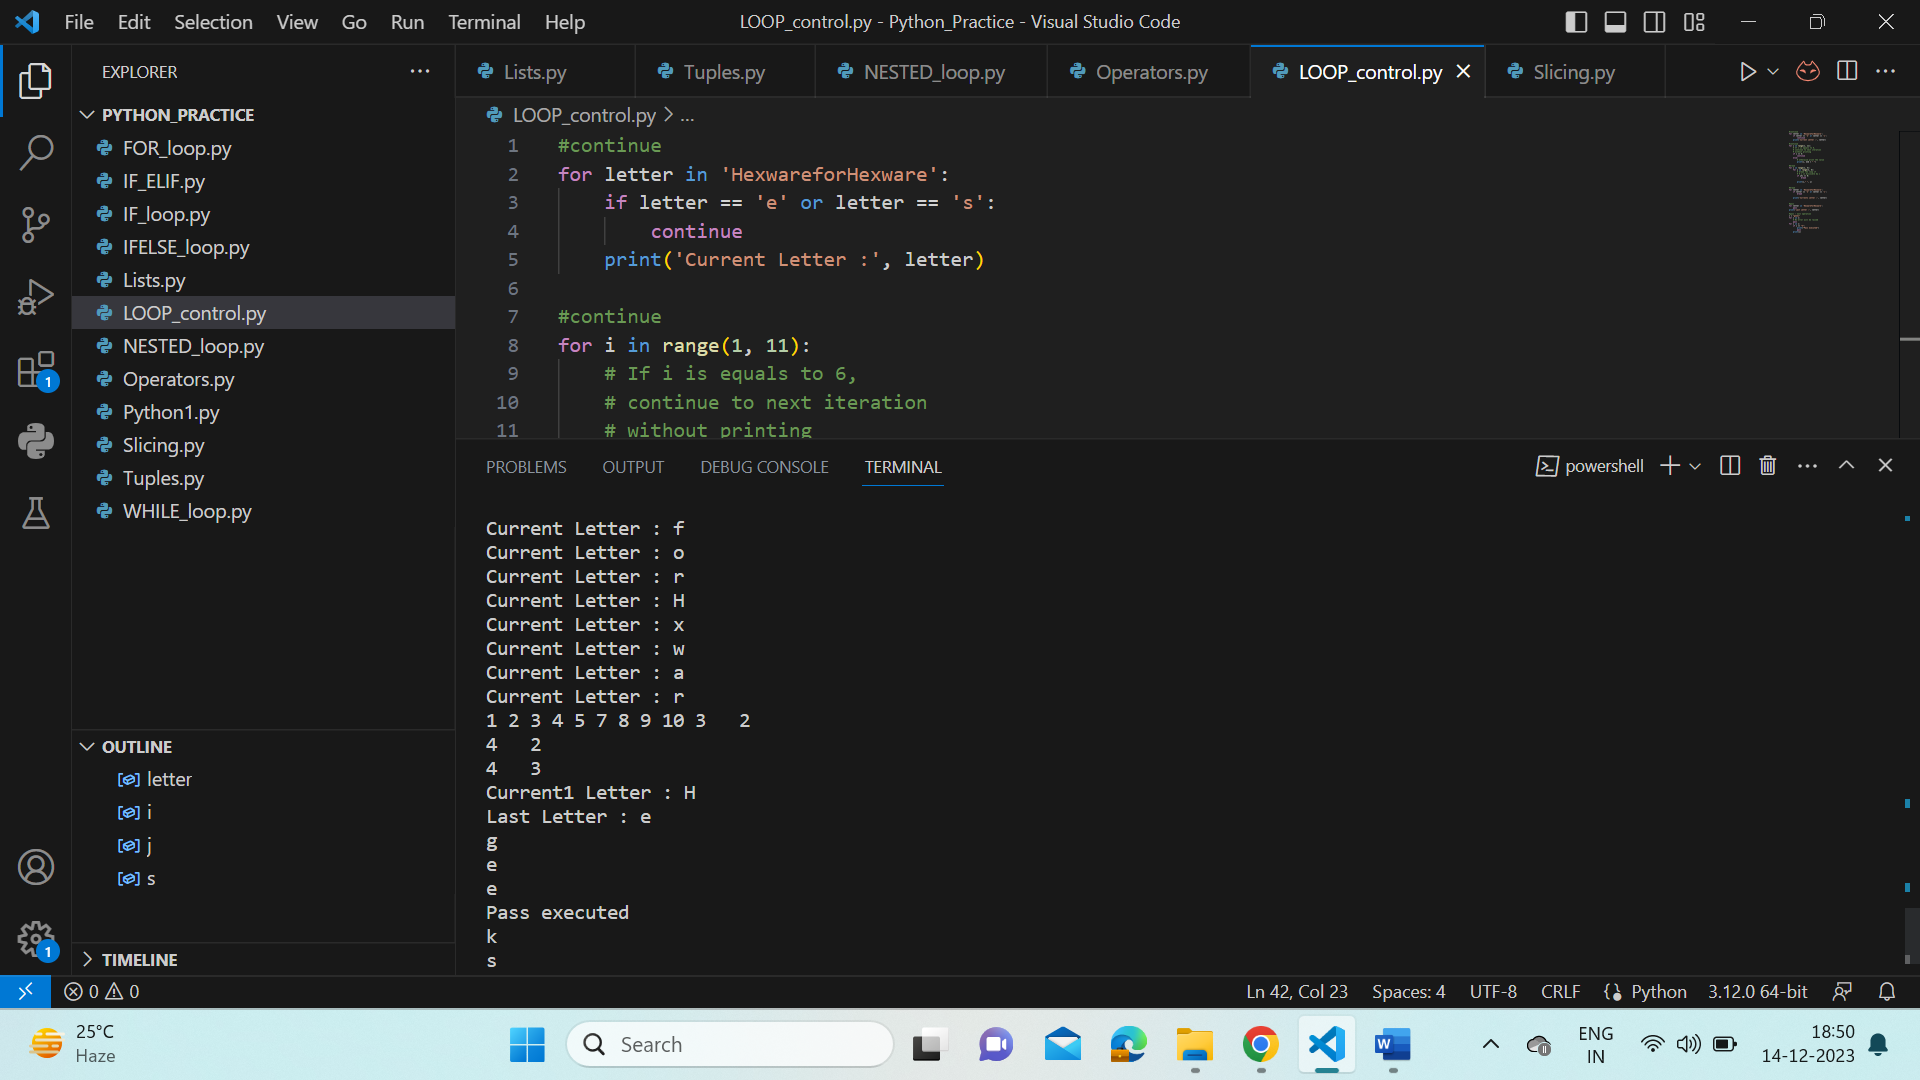 File Edit Selection View Go Run Terminal Help
LOOP_control.py - Python_Practice - Visual Studio Code
EXPLORER
PYTHON_PRACTICE
FOR_loop.py
IF_ELIF.py
IF_loop.py
IFELSE_loop.py
Lists.py
LOOP_control.py
NESTED_loop.py
Operators.py
Python1.py
Slicing.py
Tuples.py
WHILE_loop.py
1
OUTLINE
letter
i
j
s
1
TIMELINE
Lists.py Tuples.py NESTED_loop.py Operators.py LOOP_control.py Slicing.py
LOOP_control.py > ...
1 #continue
2 for letter in 'HexwareforHexware':
3 if letter == 'e' or letter == 's':
4 continue
5 print('Current Letter :', letter)
6
7 #continue
8 for i in range(1, 11):
9 # If i is equals to 6,
10 # continue to next iteration
11 # without printing
PROBLEMS OUTPUT DEBUG CONSOLE TERMINAL
powershell
Current Letter : f
Current Letter : o
Current Letter : r
Current Letter : H
Current Letter : x
Current Letter : w
Current Letter : a
Current Letter : r
1 2 3 4 5 7 8 9 10 3   2
4   2
4   3
Current1 Letter : H
Last Letter : e
g
e
e
Pass executed
k
s
0 0
Ln 42, Col 23 Spaces: 4 UTF-8 CRLF Python 3.12.0 64-bit
25°C
Haze
Search
ENG
IN
18:50
14-12-2023